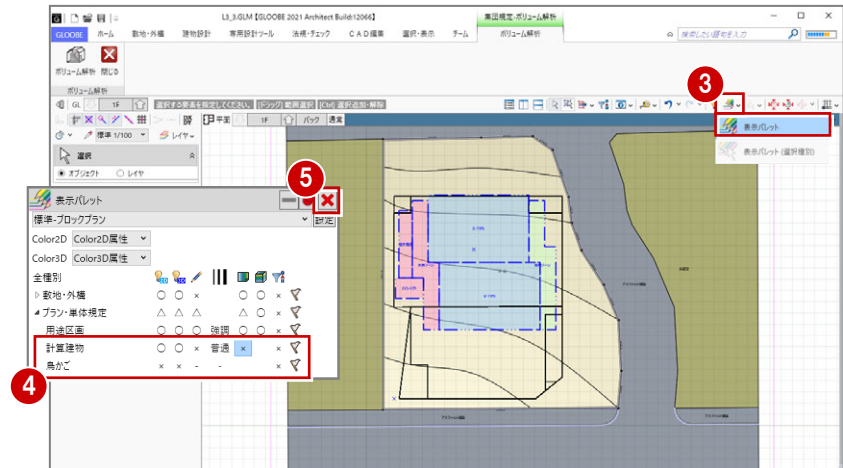 L3_3.GLM [GLOOBE 2021 Architect Build:12066]
集団規定-ボリューム解析
GLOOBE ホーム 敷地・外構 建物設計 専用設計ツール 法規・チェック CAD編集 選択・表示 チーム ボリューム解析 検索したい語句を入力
ボリューム解析 閉じる
ボリューム解析
GL 1F 選択する要素を指定してください。 [ドラッグ] 範囲選択 [Ctrl] 選択追加・解除
平面 1F バック 通常
標準 1/100 レイヤ
選択
オブジェクト レイヤ
3
表示パレット
表示パレット (選択種別)
5
表示パレット
標準-ブロックプラン 設定
Color2D Color2D属性
Color3D Color3D属性
全種別 2D 3D
敷地・外構 ○ ○ × ○ ○ ×
プラン・単体規定 △ △ △ △ ○ ×
用途区画 ○ ○ ○ 強調 ○ ○ ×
計算建物 ○ ○ × 普通 × ×
鳥かご × × - - ×
4